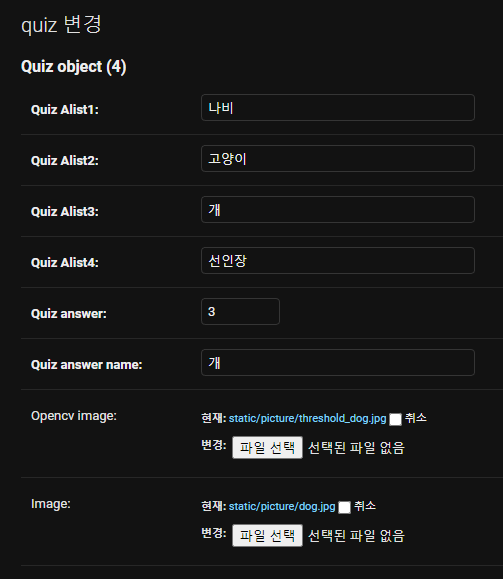 quiz 변경
Quiz object (4)
Quiz Alist1: 나비
Quiz Alist2: 고양이
Quiz Alist3: 개
Quiz Alist4: 선인장
Quiz answer: 3
Quiz answer name: 개
Opencv image: 현재: static/picture/threshold_dog.jpg 취소
변경: 파일 선택 선택된 파일 없음
Image: 현재: static/picture/dog.jpg 취소
변경: 파일 선택 선택된 파일 없음